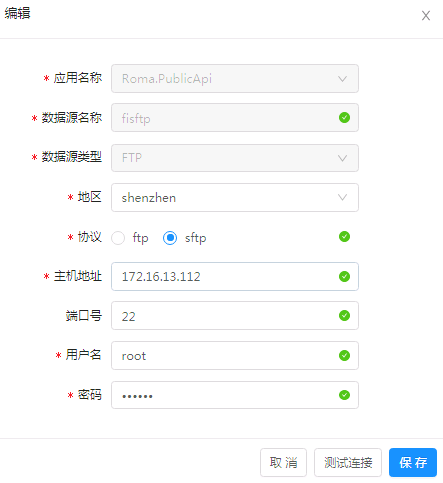 编辑
* 应用名称 Roma.PublicApi
* 数据源名称 fisftp
* 数据源类型 FTP
* 地区 shenzhen
* 协议 ftp sftp
* 主机地址 172.16.13.112
端口号 22
* 用户名 root
* 密码 ••••••
取 消 测试连接 保 存